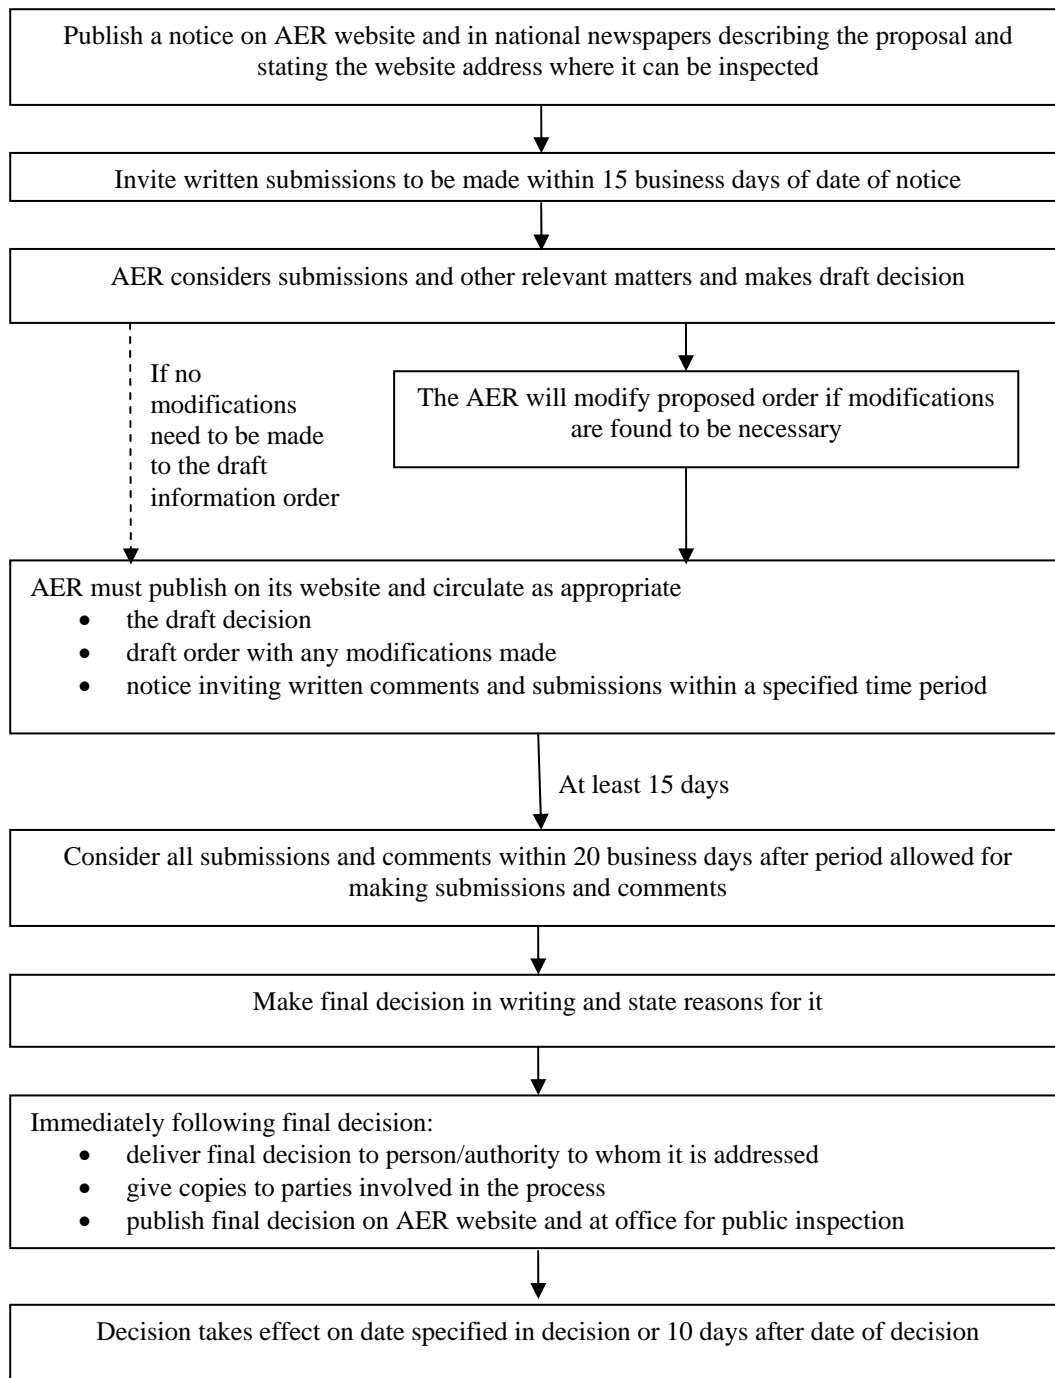 Publish a notice on AER website and in national newspapers describing the proposal and
stating the website address where it can be inspected
Invite written submissions to be made within 15 business days of date of notice
AER considers submissions and other relevant matters and makes draft decision
If no
modifications
need to be made
to the draft
information order
The AER will modify proposed order if modifications
are found to be necessary
AER must publish on its website and circulate as appropriate
• the draft decision
• draft order with any modifications made
• notice inviting written comments and submissions within a specified time period
At least 15 days
Consider all submissions and comments within 20 business days after period allowed for
making submissions and comments
Make final decision in writing and state reasons for it
Immediately following final decision:
• deliver final decision to person/authority to whom it is addressed
• give copies to parties involved in the process
• publish final decision on AER website and at office for public inspection
Decision takes effect on date specified in decision or 10 days after date of decision